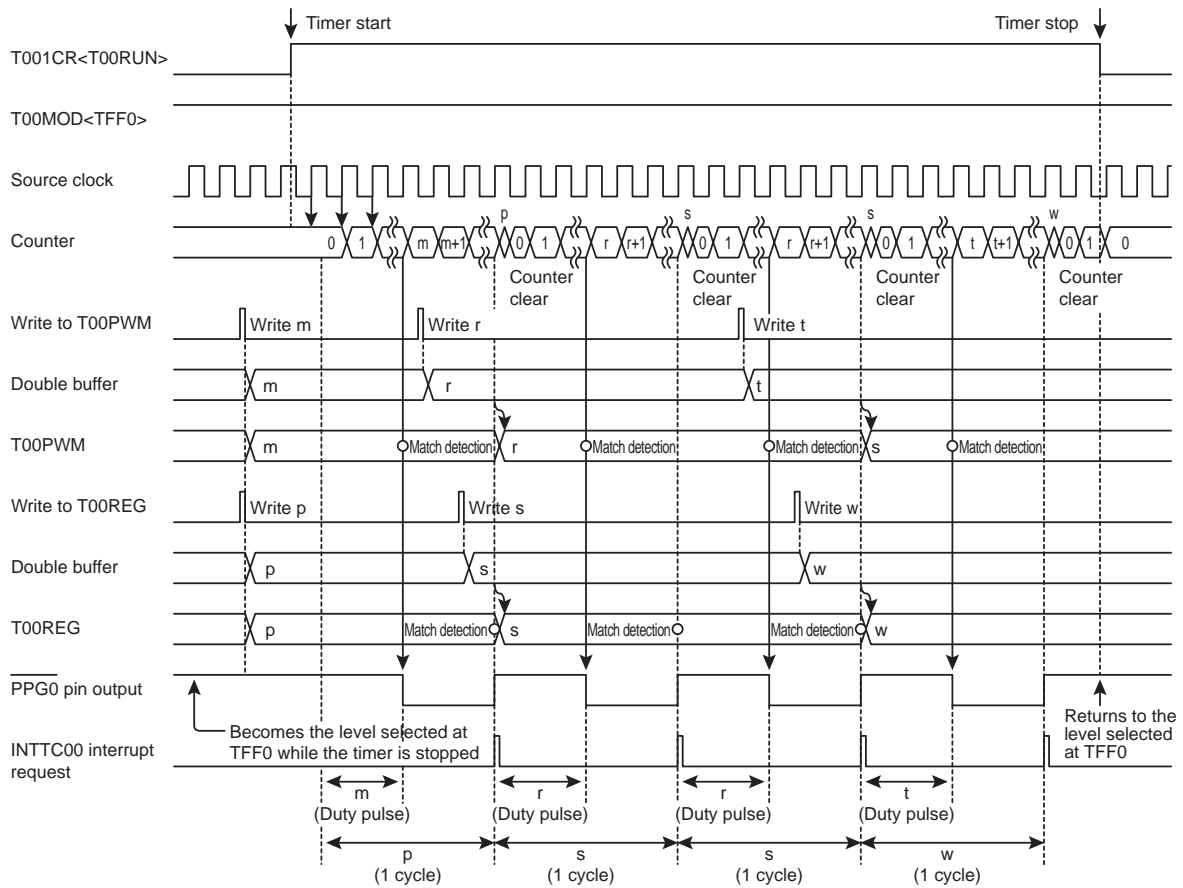 Timer start
Timer stop
T001CR<T00RUN>
T00MOD<TFF0>
Source clock
p s s w
Counter
0 1 m m+1 0 1 r r+1 0 1 r r+1 0 1 t t+1 0 1 0
Counter clear
Counter clear
Counter clear
Counter clear
Write to T00PWM
Write m
Write r
Write t
Double buffer
m r t
T00PWM
m Match detection r Match detection Match detection s Match detection
Write to T00REG
Write p
Write s
Write w
Double buffer
p s w
T00REG
p Match detection s Match detection Match detection w
PPG0 pin output
Becomes the level selected at
TFF0 while the timer is stopped
Returns to the
level selected
at TFF0
INTTC00 interrupt
request
m r r t
(Duty pulse) (Duty pulse) (Duty pulse) (Duty pulse)
p s s w
(1 cycle) (1 cycle) (1 cycle) (1 cycle)